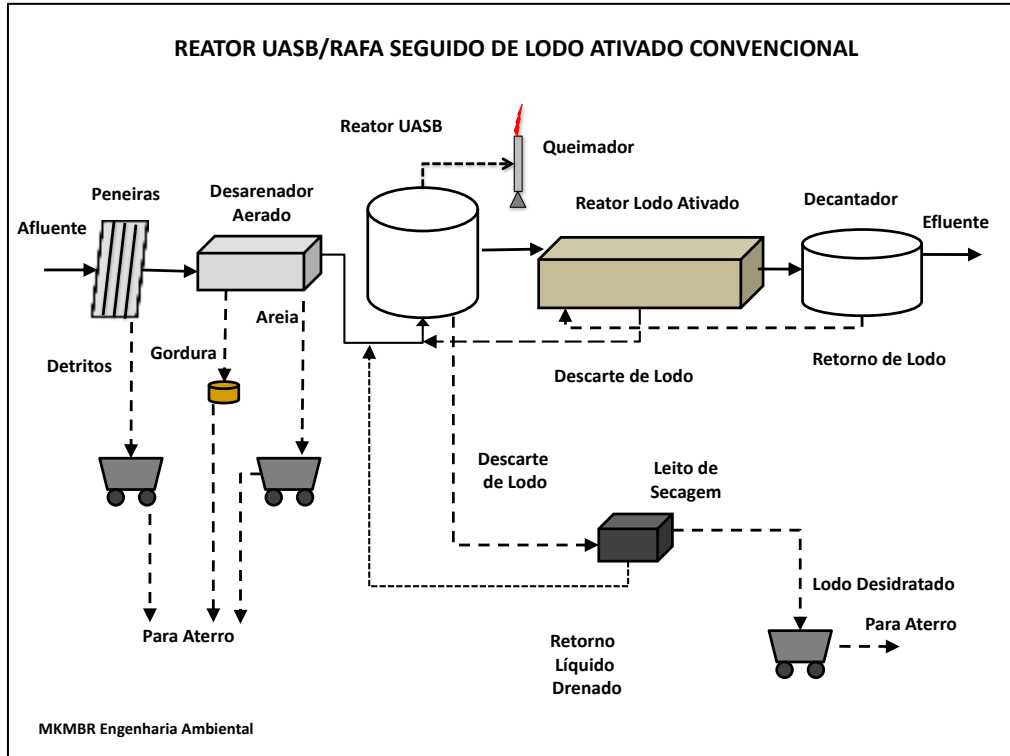 REATOR UASB/RAFA SEGUIDO DE LODO ATIVADO CONVENCIONAL
Reator UASB
Queimador
Peneiras
Desarenador
Aerado
Reator Lodo Ativado
Decantador
Afluente
Efluente
Areia
Gordura
Detritos
Descarte de Lodo
Retorno de Lodo
Descarte
de Lodo
Leito de
Secagem
Lodo Desidratado
Para Aterro
Para Aterro
Retorno
Líquido
Drenado
MKMBR Engenharia Ambiental